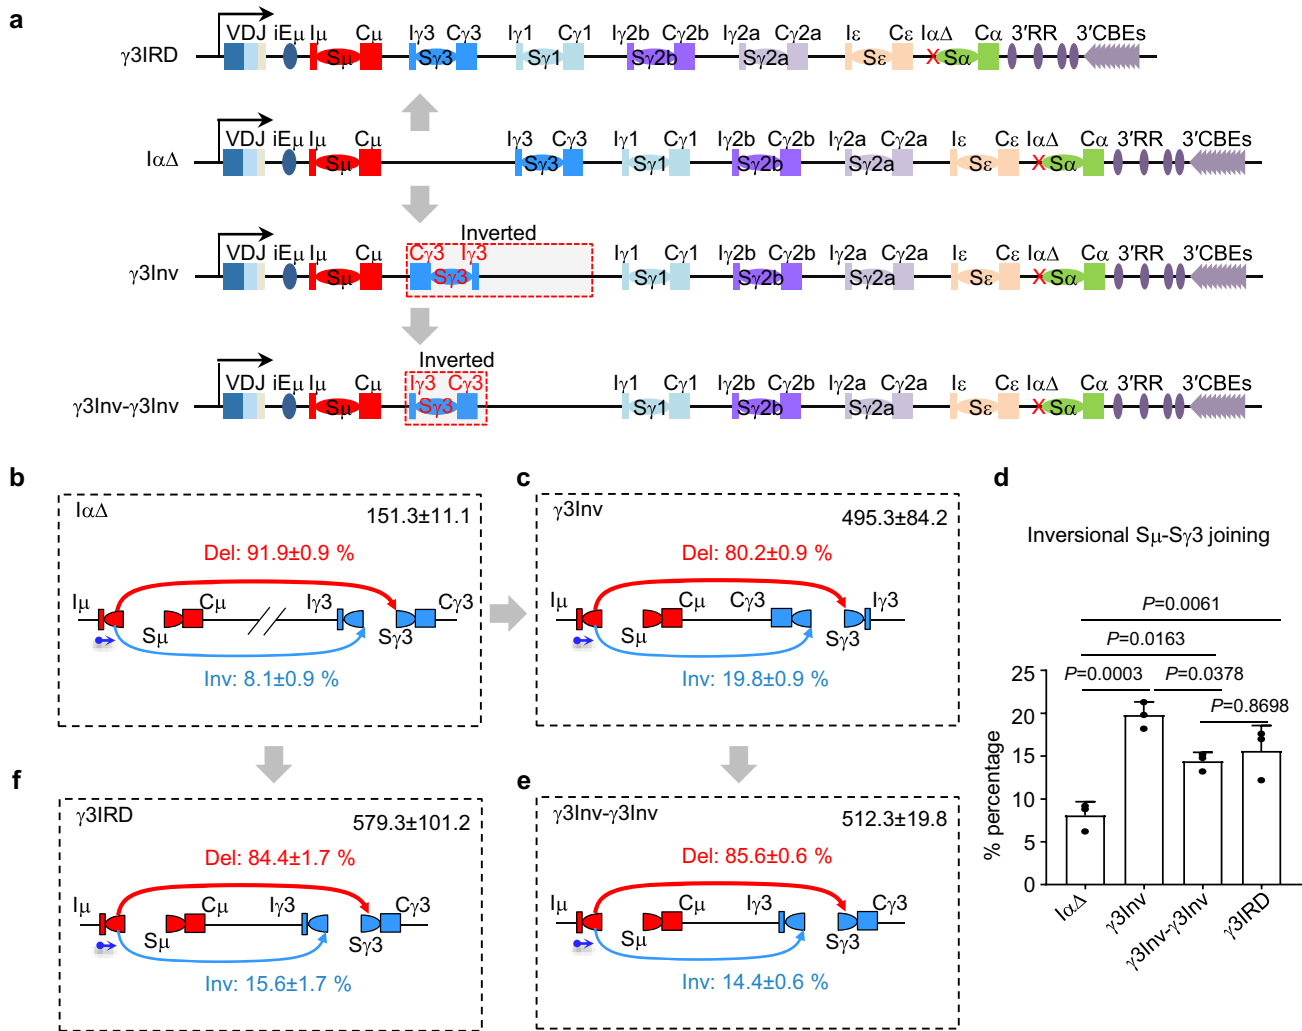 a
Iγ3 Cγ3 Iγ1 Cγ1 Iγ2b Cγ2b Iγ2a Cγ2a Iε Cε IαΔ Cα 3′RR 3′CBEs
VDJ iEμ Iμ Cμ
γ3IRD Sμ Sγ3 Sγ1 Sγ2b Sγ2a Sε X Sα
VDJ iEμ Iμ Cμ Iγ3 Cγ3 Iγ1 Cγ1 Iγ2b Cγ2b Iγ2a Cγ2a Iε Cε IαΔ Cα 3′RR 3′CBEs
IαΔ Sμ Sγ3 Sγ1 Sγ2b Sγ2a Sε X Sα
Inverted
VDJ iEμ Iμ Cμ Cγ3 Iγ3 Iγ1 Cγ1 Iγ2b Cγ2b Iγ2a Cγ2a Iε Cε IαΔ Cα 3′RR 3′CBEs
γ3Inv Sμ Sγ3 Sγ1 Sγ2b Sγ2a Sε X Sα
Inverted
VDJ iEμ Iμ Cμ Iγ3 Cγ3 Iγ1 Cγ1 Iγ2b Cγ2b Iγ2a Cγ2a Iε Cε IαΔ Cα 3′RR 3′CBEs
γ3Inv-γ3Inv Sμ Sγ3 Sγ1 Sγ2b Sγ2a Sε X Sα
b
IαΔ
151.3±11.1
Del: 91.9±0.9 %
Iμ Cμ Iγ3 Cγ3
Sμ Sγ3
Inv: 8.1±0.9 %
c
γ3Inv
495.3±84.2
Del: 80.2±0.9 %
Iμ Cμ Cγ3 Iγ3
Sμ Sγ3
Inv: 19.8±0.9 %
d
Inversional Sμ-Sγ3 joining
P=0.0061
P=0.0163
P=0.0003 P=0.0378
P=0.8698
% percentage
25
20
15
10
5
0
IαΔ
γ3Inv
γ3Inv-γ3Inv
γ3IRD
f
γ3IRD
579.3±101.2
Del: 84.4±1.7 %
Iμ Cμ Iγ3 Cγ3
Sμ Sγ3
Inv: 15.6±1.7 %
e
γ3Inv-γ3Inv
512.3±19.8
Del: 85.6±0.6 %
Iμ Cμ Iγ3 Cγ3
Sμ Sγ3
Inv: 14.4±0.6 %